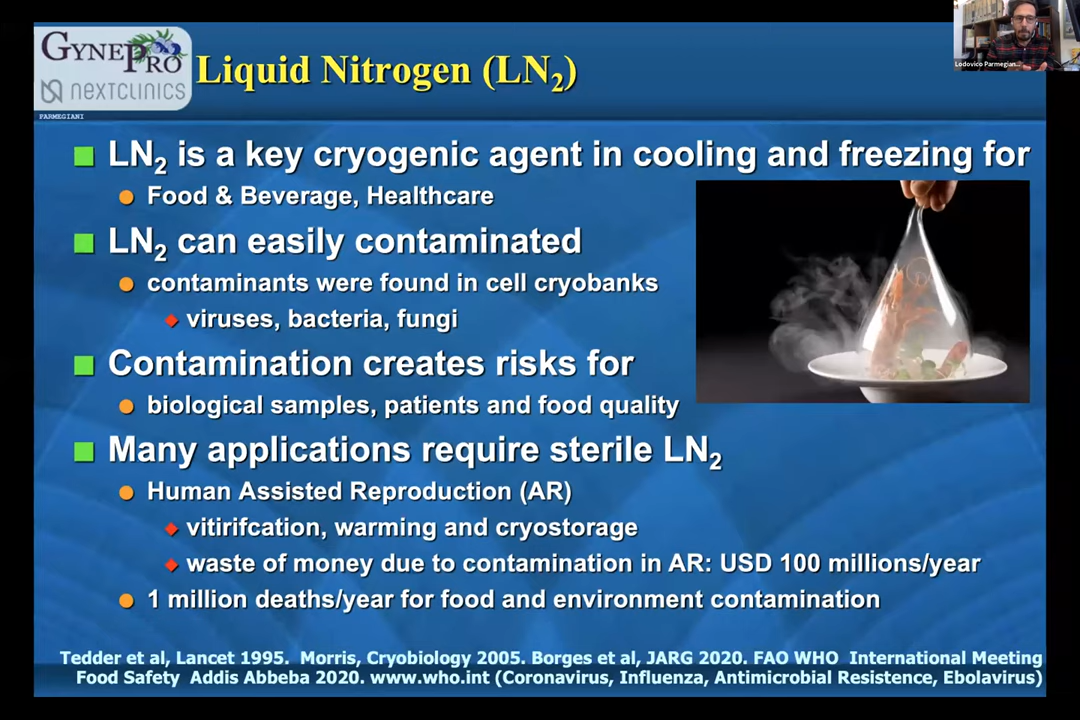 GYNEPRO
NEXTCLINICS
PARMEGIANI
Liquid Nitrogen (LN2)
Lodovico Parmegian...
LN2 is a key cryogenic agent in cooling and freezing for
Food & Beverage, Healthcare
LN2 can easily contaminated
contaminants were found in cell cryobanks
viruses, bacteria, fungi
Contamination creates risks for
biological samples, patients and food quality
Many applications require sterile LN2
Human Assisted Reproduction (AR)
vitirifcation, warming and cryostorage
waste of money due to contamination in AR: USD 100 millions/year
1 million deaths/year for food and environment contamination
Tedder et al, Lancet 1995. Morris, Cryobiology 2005. Borges et al, JARG 2020. FAO WHO International Meeting
Food Safety Addis Abbeba 2020. www.who.int (Coronavirus, Influenza, Antimicrobial Resistence, Ebolavirus)